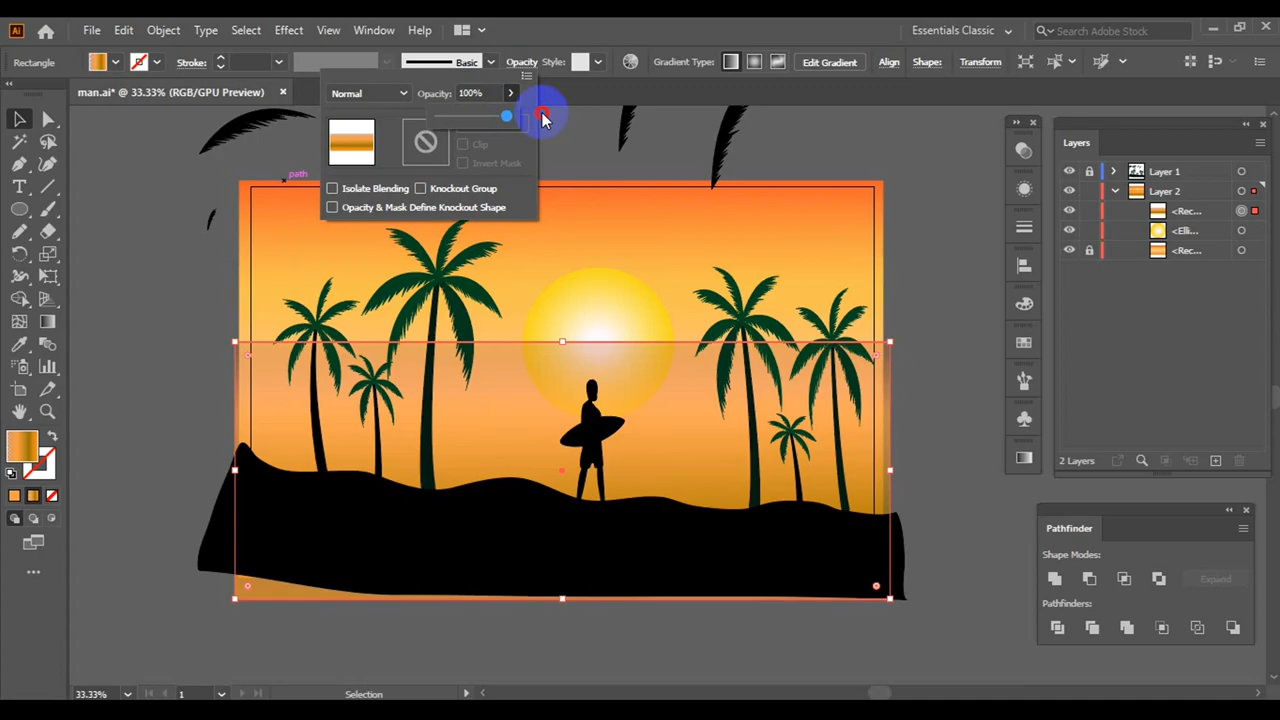 Ai File Edit Object Type Select Effect View Window Help Essentials Classic Search Adobe Stock
Rectangle Stroke: Basic Opacity Style: Gradient Type: Edit Gradient Align Shape: Transform
man.ai* @ 33.33% (RGB/GPU Preview)
Normal Opacity: 100%
Clip
Invert Mask
Isolate Blending Knockout Group
Opacity & Mask Define Knockout Shape
path
Layers
Layer 1
Layer 2
<Rec...
<Elli...
<Rec...
2 Layers
Pathfinder
Shape Modes:
Expand
Pathfinders:
33.33% 1 Selection